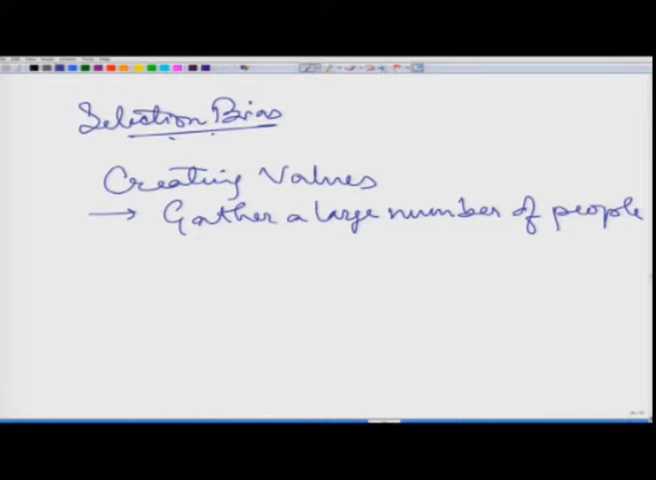 Selection Bias
Creating Values
→ Gather a large number of people